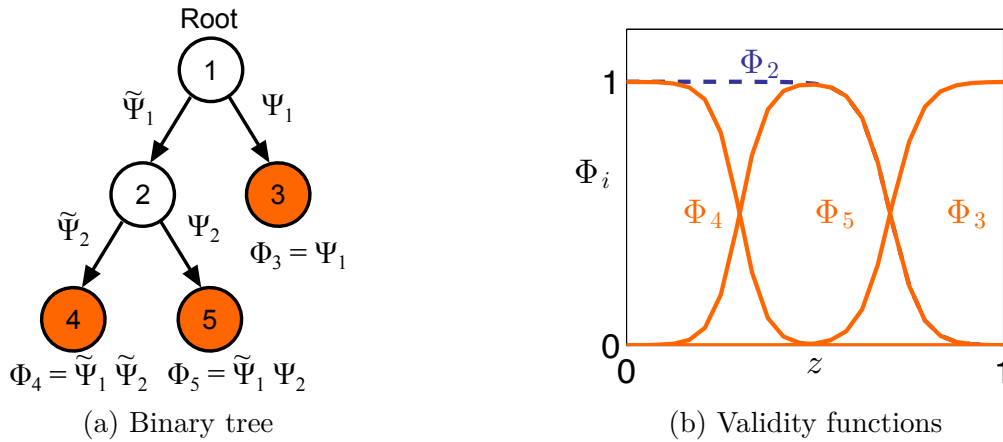 Root
1
Ψ̃₁
Ψ₁
2
3
Ψ̃₂
Ψ₂
Φ₃ = Ψ₁
4
5
Φ₄ = Ψ̃₁ Ψ̃₂
Φ₅ = Ψ̃₁ Ψ₂
(a) Binary tree
Φ₂
1
Φᵢ
Φ₄
Φ₅
Φ₃
0
0
z
1
(b) Validity functions